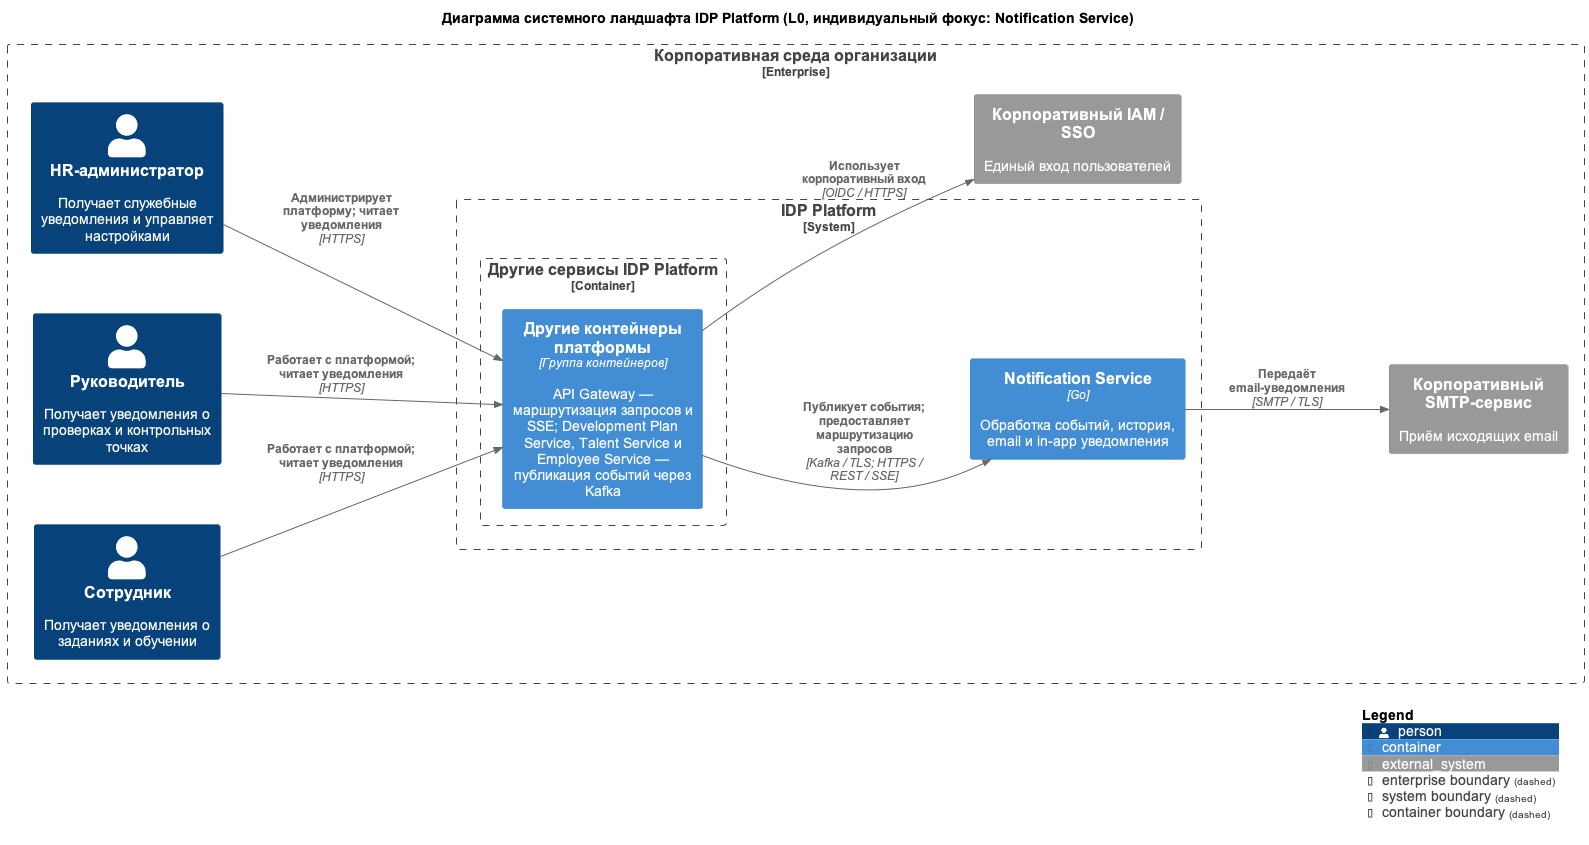 Диаграмма системного ландшафта IDP Platform (L0, индивидуальный фокус: Notification Service)
Корпоративная среда организации
[Enterprise]
HR-администратор
Получает служебные
уведомления и управляет
настройками
Администрирует
платформу; читает
уведомления
[HTTPS]
Руководитель
Получает уведомления о
проверках и контрольных
точках
Работает с платформой;
читает уведомления
[HTTPS]
Сотрудник
Получает уведомления о
заданиях и обучении
Работает с платформой;
читает уведомления
[HTTPS]
IDP Platform
[System]
Другие сервисы IDP Platform
[Container]
Другие контейнеры
платформы
[Группа контейнеров]
API Gateway —
маршрутизация запросов и
SSE; Development Plan
Service, Talent Service и
Employee Service —
публикация событий через
Kafka
Использует
корпоративный вход
[OIDC / HTTPS]
Корпоративный IAM /
SSO
Единый вход пользователей
Публикует события;
предоставляет
маршрутизацию
запросов
[Kafka / TLS; HTTPS /
REST / SSE]
Notification Service
[Go]
Обработка событий, история,
email и in-app уведомления
Передаёт
email-уведомления
[SMTP / TLS]
Корпоративный
SMTP-сервис
Приём исходящих email
Legend
person
container
external_system
enterprise boundary (dashed)
system boundary (dashed)
container boundary (dashed)